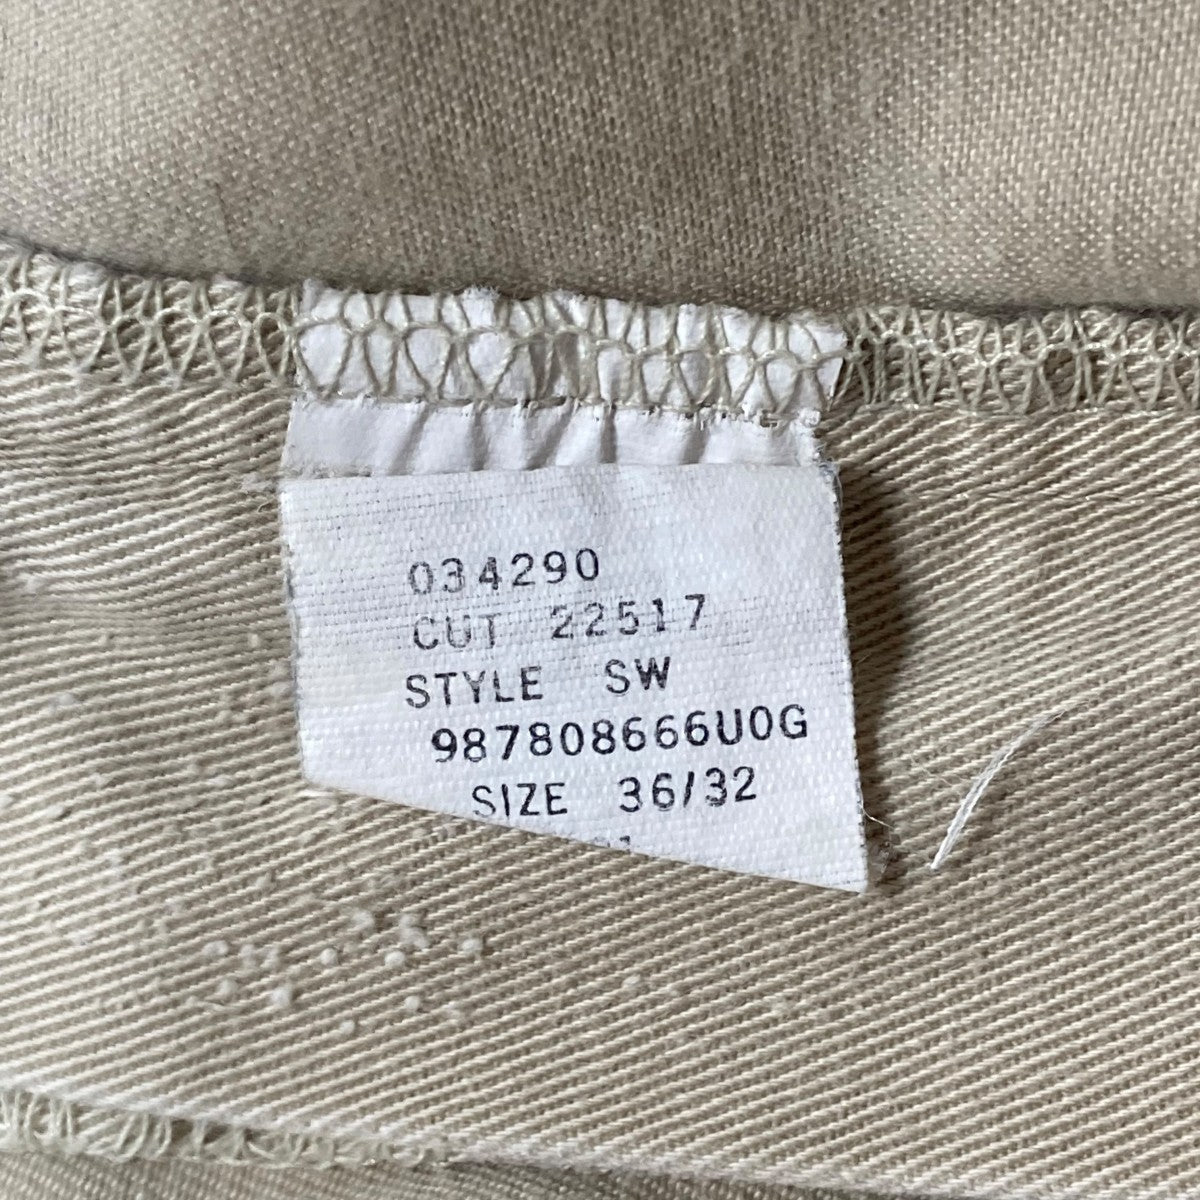 034290
CUT 22517
STYLE SW
987808666U0G
SIZE 36/32